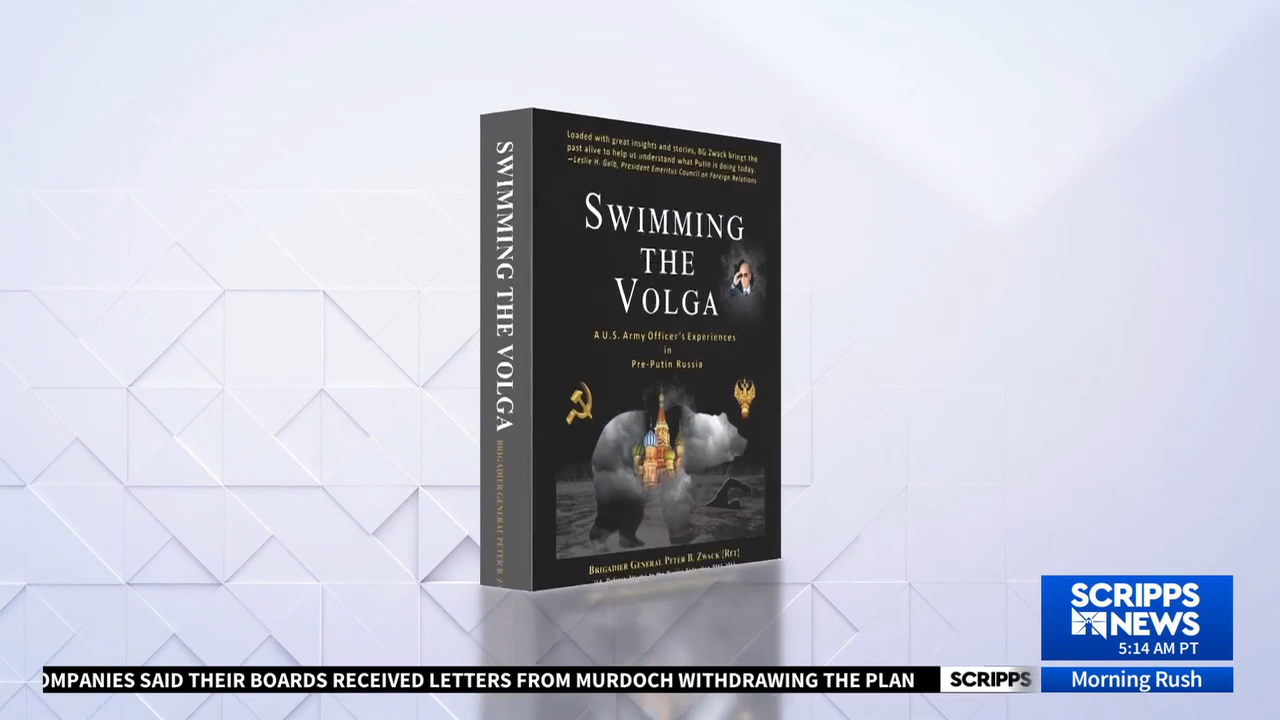 Loaded with great insights and stories, BG Zwack brings the
past alive to help us understand what Putin is doing today.
—Leslie H. Gelb, President Emeritus Council on Foreign Relations
SWIMMING
THE
VOLGA
A U.S. Army Officer's Experiences
in
Pre-Putin Russia
BRIGADIER GENERAL PETER B. ZWACK {RET}
SWIMMING THE VOLGA
BRIGADIER GENERAL PETER B. Z
SCRIPPS
NEWS
5:14 AM PT
Morning Rush
OMPANIES SAID THEIR BOARDS RECEIVED LETTERS FROM MURDOCH WITHDRAWING THE PLAN
SCRIPPS